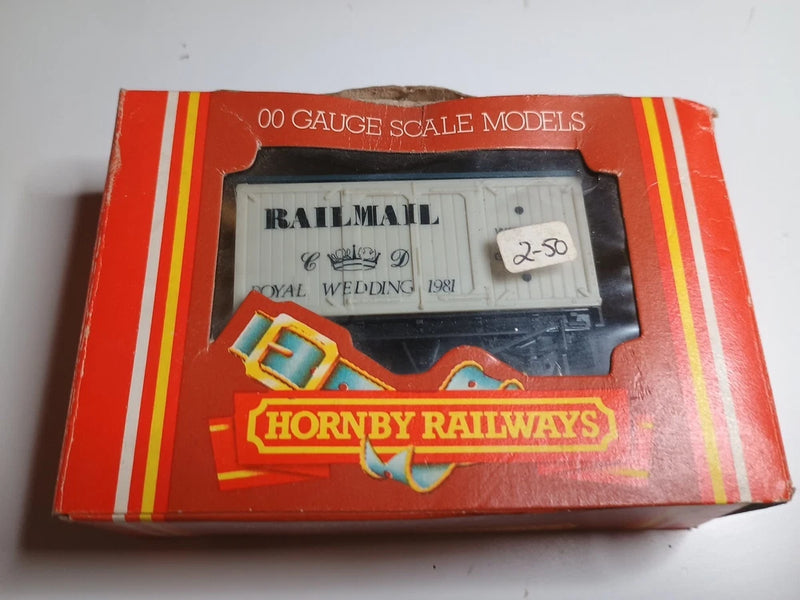 00 GAUGE SCALE MODELS
RAILMAIL
C D
ROYAL WEDDING 1981
2-50
HORNBY RAILWAYS